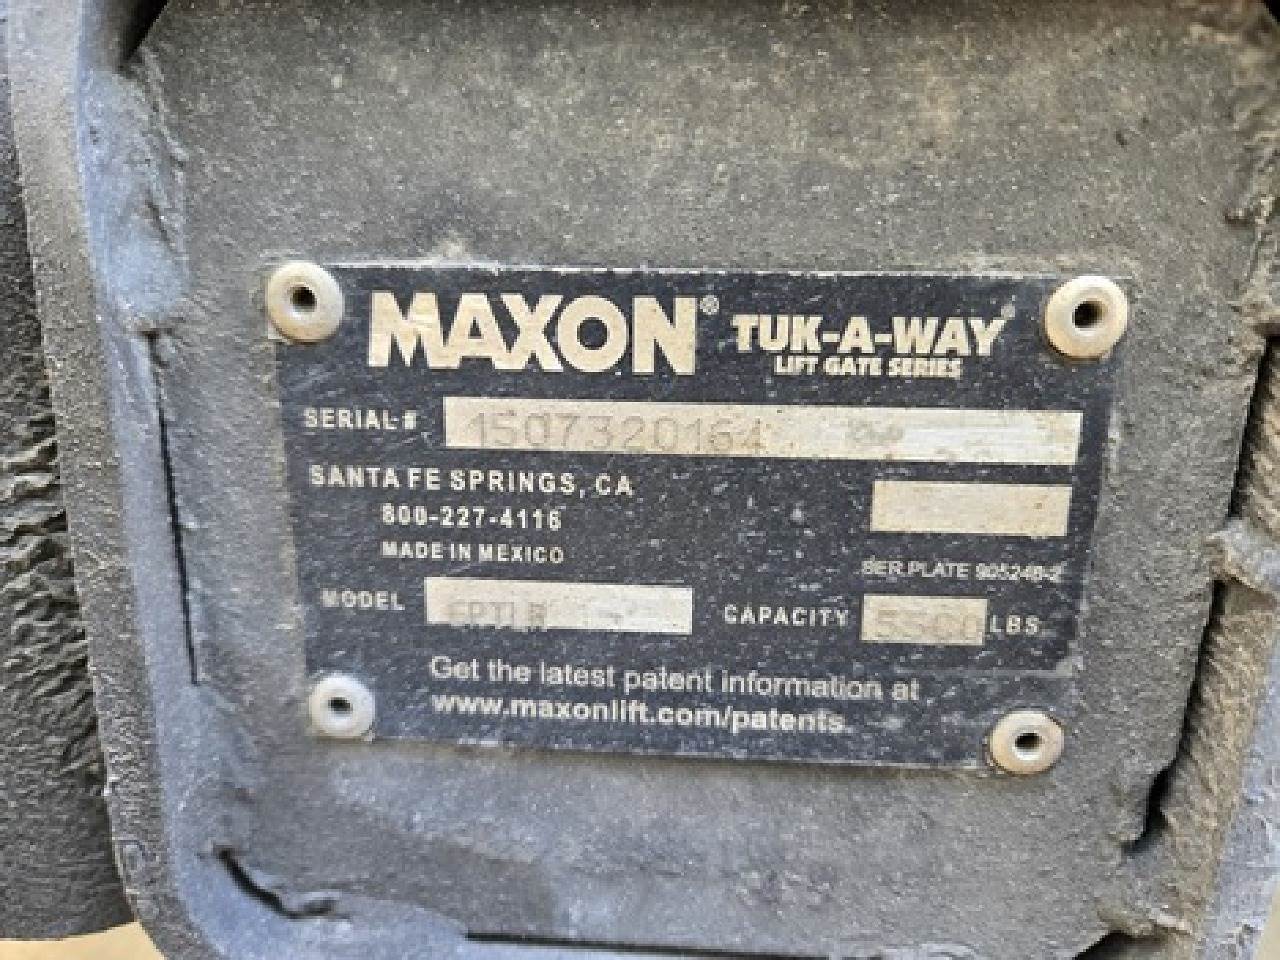 MAXON® TUK-A-WAY®
LIFT GATE SERIES
SERIAL # 1507320164
SANTA FE SPRINGS, CA
800-227-4116
MADE IN MEXICO
SER.PLATE 905246-2
MODEL
CAPACITY LBS
Get the latest patent information at
www.maxonlift.com/patents.